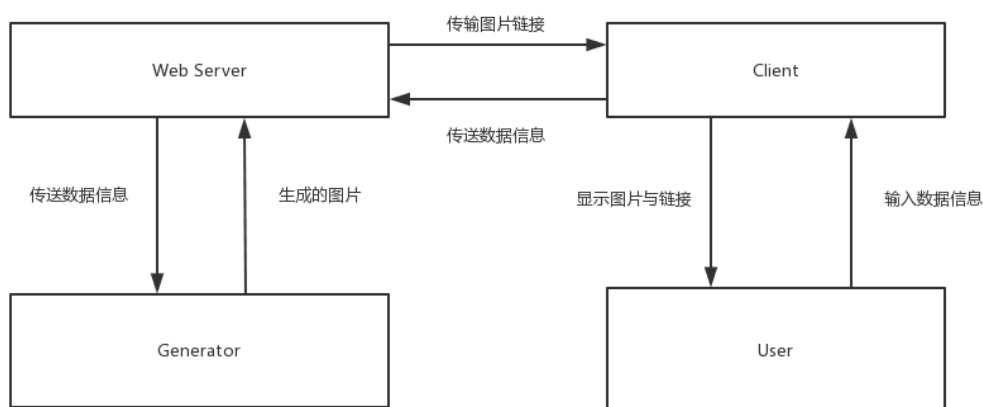 传输图片链接
Web Server
Client
传送数据信息
传送数据信息
生成的图片
显示图片与链接
输入数据信息
Generator
User